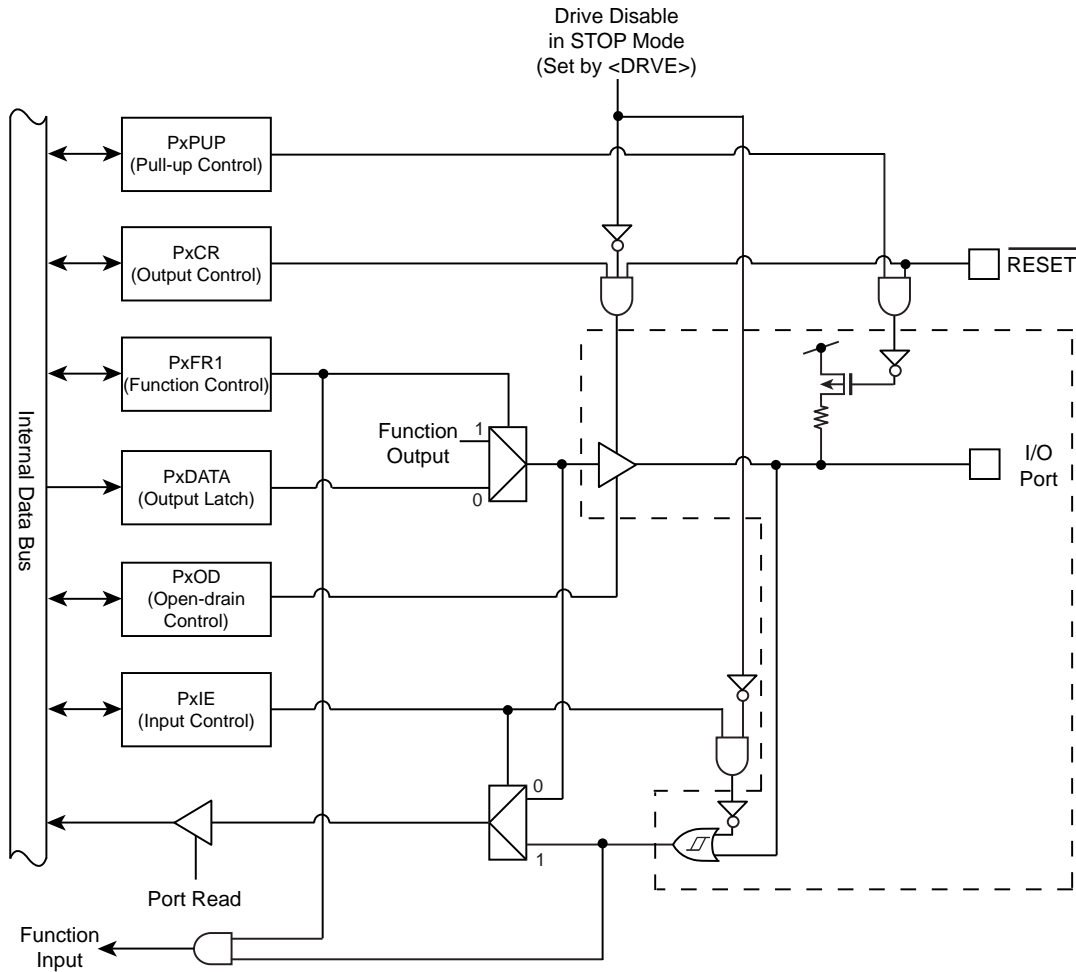 Drive Disable
in STOP Mode
(Set by <DRVE>)
PxPUP
(Pull-up Control)
PxCR
(Output Control)
RESET
PxFR1
(Function Control)
Internal Data Bus
Function
Output
1
0
I/O
Port
PxDATA
(Output Latch)
PxOD
(Open-drain
Control)
PxIE
(Input Control)
0
1
Port Read
Function
Input